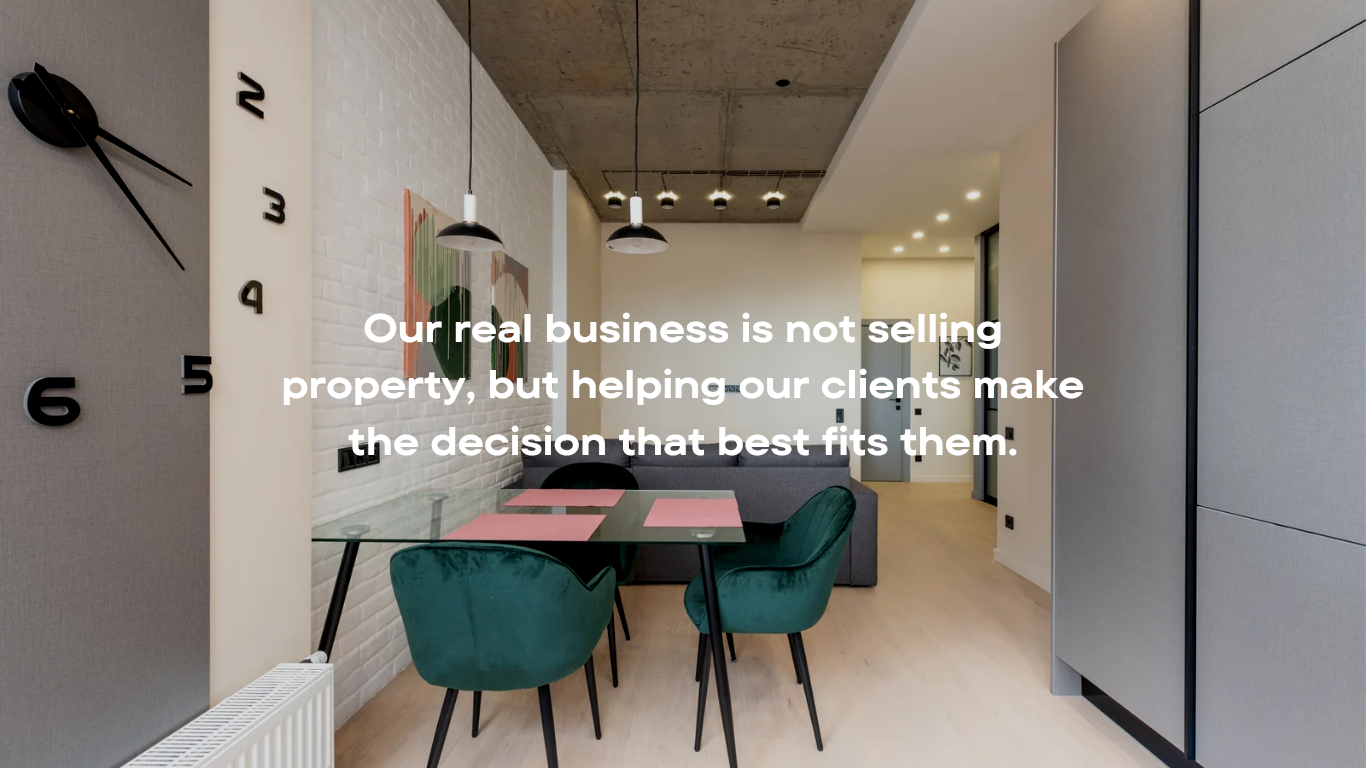 2
3
4
5
6
Our real business is not selling
property, but helping our clients make
the decision that best fits them.